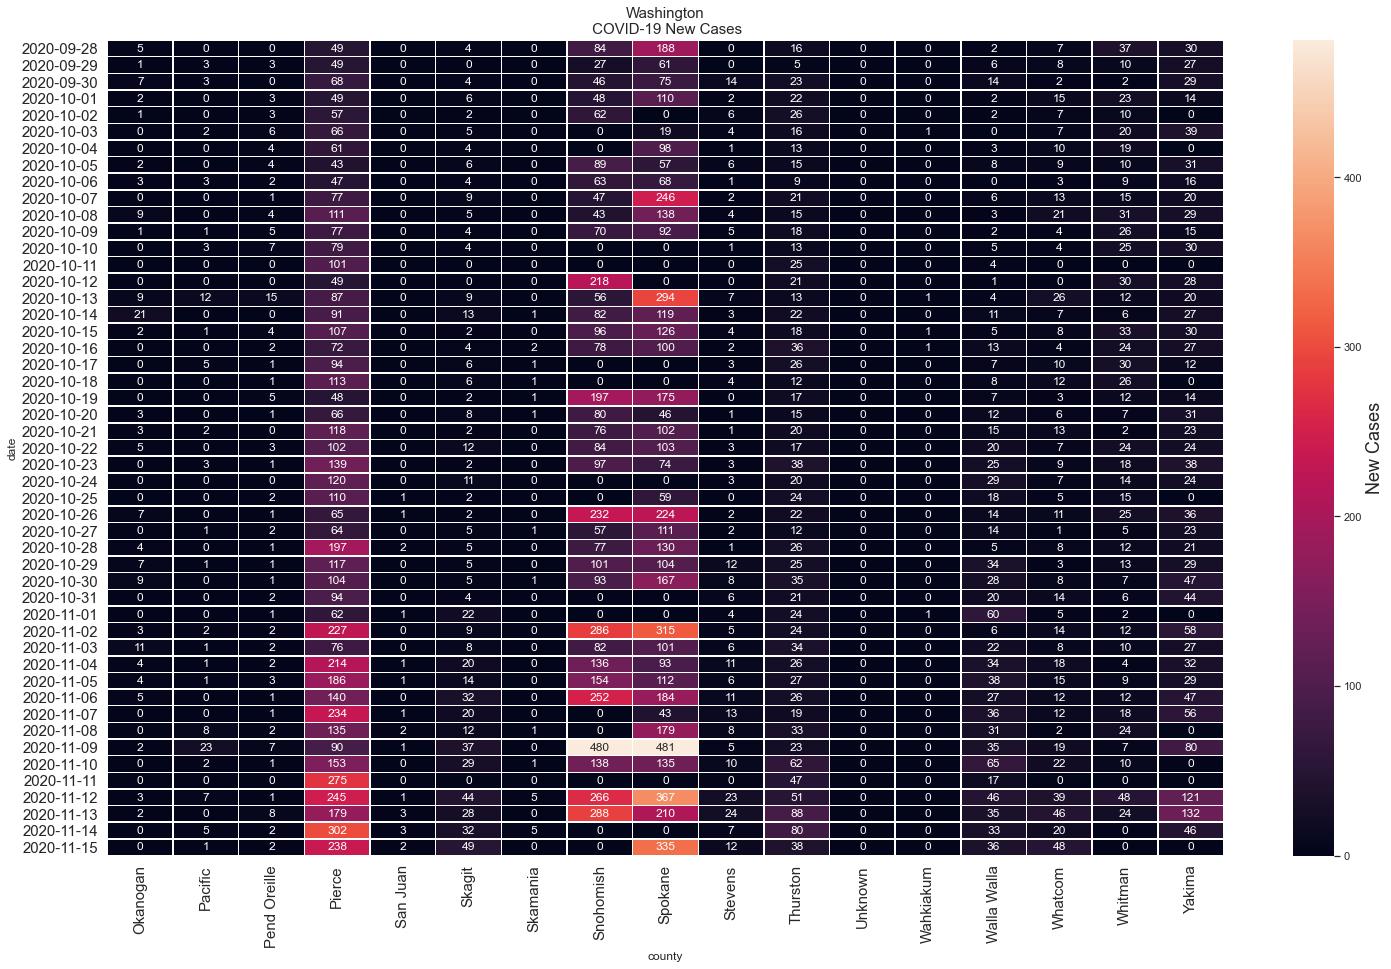 Washington
COVID-19 New Cases
2020-09-28 5 0 0 49 0 4 0 84 188 0 16 0 0 2 7 37 30
2020-09-29 1 3 3 49 0 0 0 27 61 0 5 0 0 6 8 10 27
2020-09-30 7 3 0 68 0 4 0 46 75 14 23 0 0 14 2 2 29
2020-10-01 2 0 3 49 0 6 0 48 110 2 22 0 0 2 15 23 14
2020-10-02 1 0 3 57 0 2 0 62 0 6 26 0 0 2 7 10 0
2020-10-03 0 2 6 66 0 5 0 0 19 4 16 0 1 0 7 20 39
2020-10-04 0 0 4 61 0 4 0 0 98 1 13 0 0 3 10 19 0
2020-10-05 2 0 4 43 0 6 0 89 57 6 15 0 0 8 9 10 31
2020-10-06 3 3 2 47 0 4 0 63 68 1 9 0 0 0 3 9 16
2020-10-07 0 0 1 77 0 9 0 47 246 2 21 0 0 6 13 15 20
2020-10-08 9 0 4 111 0 5 0 43 138 4 15 0 0 3 21 31 29
2020-10-09 1 1 5 77 0 4 0 70 92 5 18 0 0 2 4 26 15
2020-10-10 0 3 7 79 0 4 0 0 0 1 13 0 0 5 4 25 30
2020-10-11 0 0 0 101 0 0 0 0 0 0 25 0 0 4 0 0 0
2020-10-12 0 0 0 49 0 0 0 218 0 0 21 0 0 1 0 30 28
2020-10-13 9 12 15 87 0 9 0 56 294 7 13 0 1 4 26 12 20
2020-10-14 21 0 0 91 0 13 1 82 119 3 22 0 0 11 7 6 27
2020-10-15 2 1 4 107 0 2 0 96 126 4 18 0 1 5 8 33 30
2020-10-16 0 0 2 72 0 4 2 78 100 2 36 0 1 13 4 24 27
2020-10-17 0 5 1 94 0 6 1 0 0 3 26 0 0 7 10 30 12
2020-10-18 0 0 1 113 0 6 1 0 0 4 12 0 0 8 12 26 0
2020-10-19 0 0 5 48 0 2 1 197 175 0 17 0 0 7 3 12 14
2020-10-20 3 0 1 66 0 8 1 80 46 1 15 0 0 12 6 7 31
2020-10-21 3 2 0 118 0 2 0 76 102 1 20 0 0 15 13 2 23
2020-10-22 5 0 3 102 0 12 0 84 103 3 17 0 0 20 7 24 24
2020-10-23 0 3 1 139 0 2 0 97 74 3 38 0 0 25 9 18 38
2020-10-24 0 0 0 120 0 11 0 0 0 3 20 0 0 29 7 14 24
2020-10-25 0 0 2 110 1 2 0 0 59 0 24 0 0 18 5 15 0
2020-10-26 7 0 1 65 1 2 0 232 224 2 22 0 0 14 11 25 36
2020-10-27 0 1 2 64 0 5 1 57 111 2 12 0 0 14 1 5 23
2020-10-28 4 0 1 197 2 5 0 77 130 1 26 0 0 5 8 12 21
2020-10-29 7 1 1 117 0 5 0 101 104 12 25 0 0 34 3 13 29
2020-10-30 9 0 1 104 0 5 1 93 167 8 35 0 0 28 8 7 47
2020-10-31 0 0 2 94 0 4 0 0 0 6 21 0 0 20 14 6 44
2020-11-01 0 0 1 62 1 22 0 0 0 4 24 0 1 60 5 2 0
2020-11-02 3 2 2 227 0 9 0 286 315 5 24 0 0 6 14 12 58
2020-11-03 11 1 2 76 0 8 0 82 101 6 34 0 0 22 8 10 27
2020-11-04 4 1 2 214 1 20 0 136 93 11 26 0 0 34 18 4 32
2020-11-05 4 1 3 186 1 14 0 154 112 6 27 0 0 38 15 9 29
2020-11-06 5 0 1 140 0 32 0 252 184 11 26 0 0 27 12 12 47
2020-11-07 0 0 1 234 1 20 0 0 43 13 19 0 0 36 12 18 56
2020-11-08 0 8 2 135 2 12 1 0 179 8 33 0 0 31 2 24 0
2020-11-09 2 23 7 90 1 37 0 480 481 5 23 0 0 35 19 7 80
2020-11-10 0 2 1 153 0 29 1 138 135 10 62 0 0 65 22 10 0
2020-11-11 0 0 0 275 0 0 0 0 0 0 47 0 0 17 0 0 0
2020-11-12 3 7 1 245 1 44 5 266 367 23 51 0 0 46 39 48 121
2020-11-13 2 0 8 179 3 28 0 288 210 24 88 0 0 35 46 24 132
2020-11-14 0 5 2 302 3 32 5 0 0 7 80 0 0 33 20 0 46
2020-11-15 0 1 2 238 2 49 0 0 335 12 38 0 0 36 48 0 0
date
Okanogan
Pacific
Pend Oreille
Pierce
San Juan
Skagit
Skamania
Snohomish
Spokane
Stevens
Thurston
Unknown
Wahkiakum
Walla Walla
Whatcom
Whitman
Yakima
county
400
300
200
100
0
New Cases